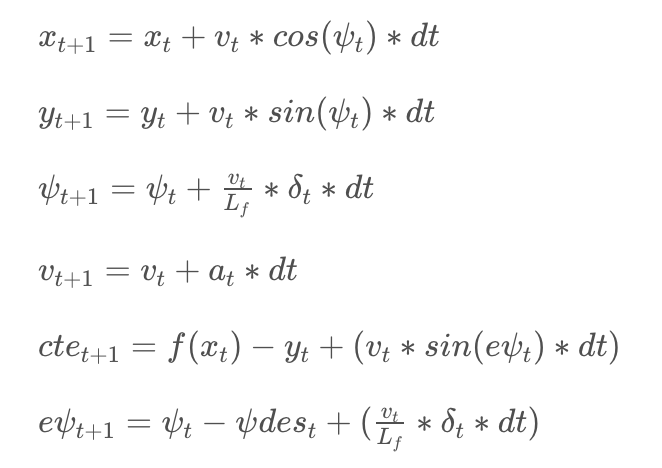 x_{t+1} = x_t + v_t * cos(ψ_t) * dt
y_{t+1} = y_t + v_t * sin(ψ_t) * dt
ψ_{t+1} = ψ_t + \frac{v_t}{L_f} * δ_t * dt
v_{t+1} = v_t + a_t * dt
cte_{t+1} = f(x_t) − y_t + (v_t * sin(eψ_t) * dt)
eψ_{t+1} = ψ_t − ψdes_t + (\frac{v_t}{L_f} * δ_t * dt)